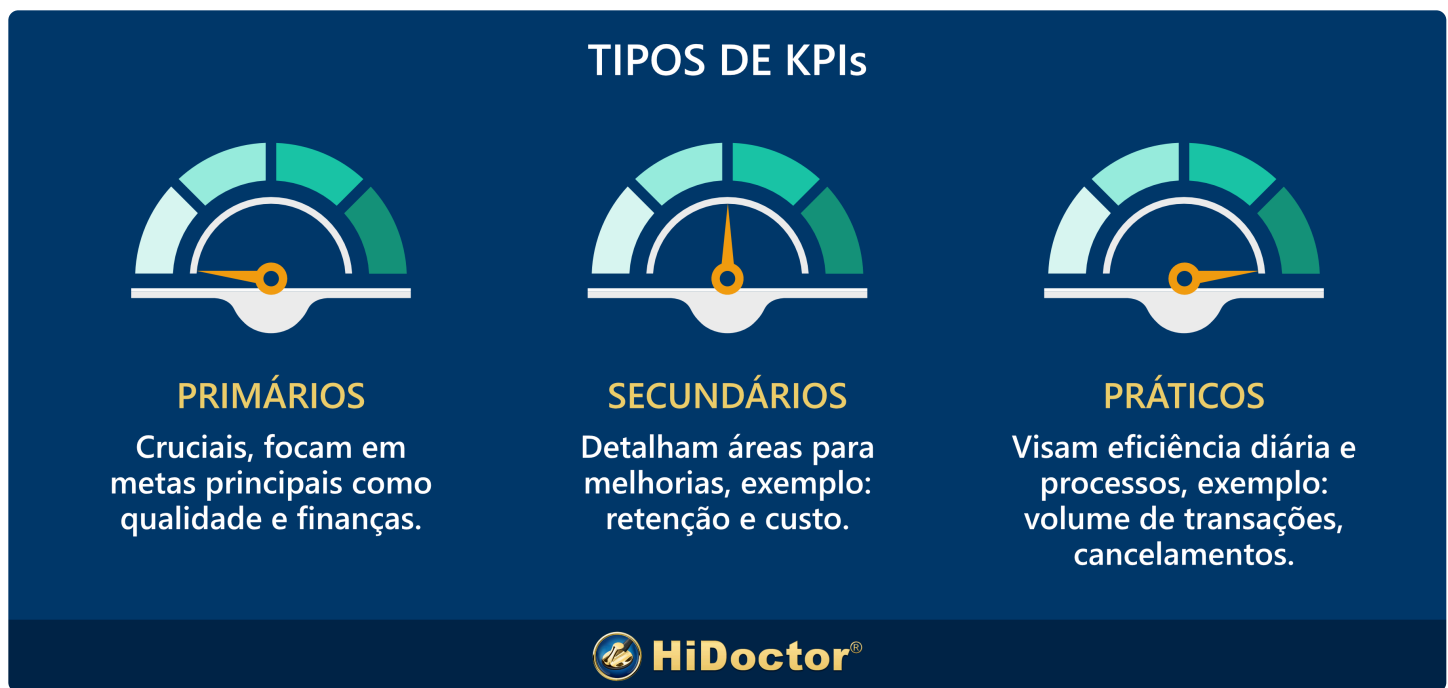 TIPOS DE KPIs
PRIMÁRIOS
Cruciais, focam em
metas principais como
qualidade e finanças.
SECUNDÁRIOS
Detalham áreas para
melhorias, exemplo:
retenção e custo.
PRÁTICOS
Visam eficiência diária e
processos, exemplo:
volume de transações,
cancelamentos.
HiDoctor®